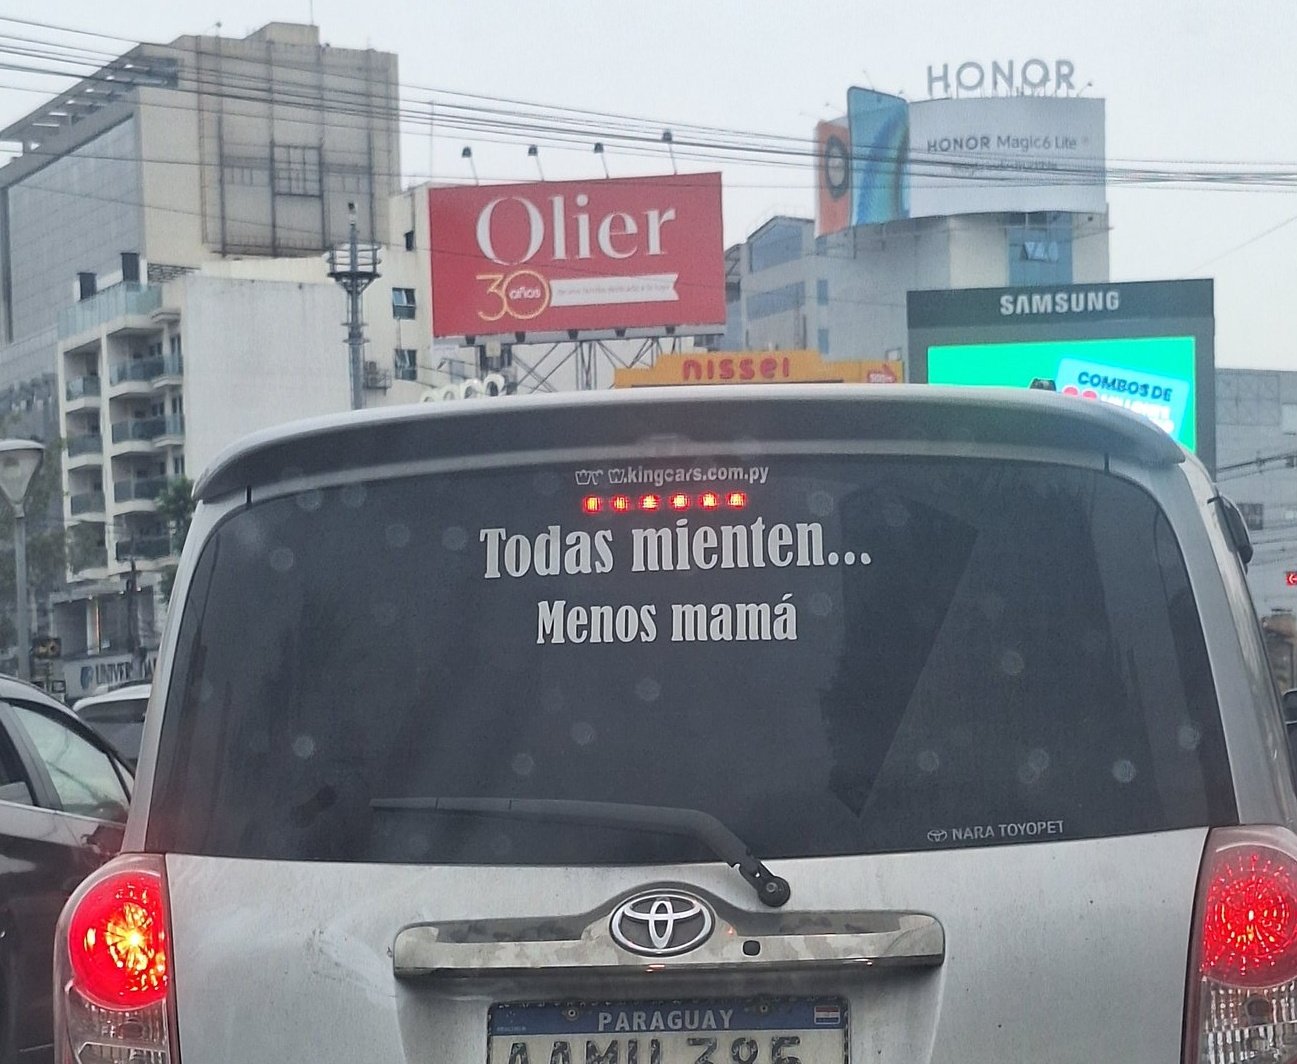 HONOR
HONOR Magic6 Lite
Olier
30 años
SAMSUNG
nissei
COMBOS DE
www.kingcars.com.py
Todas mienten...
Menos mamá
NARA TOYOPET
PARAGUAY